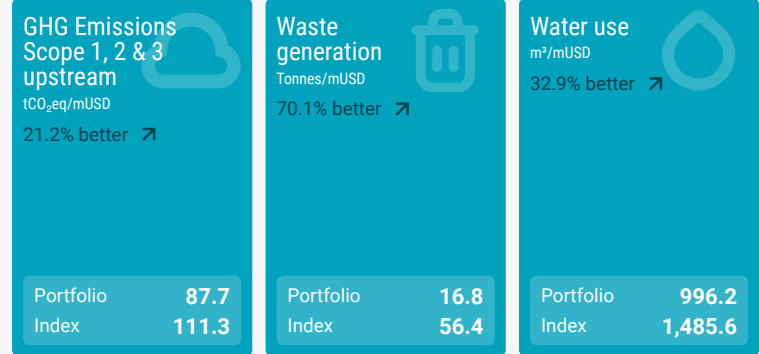 GHG Emissions
Scope 1, 2 & 3
upstream
tCO₂eq/mUSD
21.2% better
Portfolio 87.7
Index 111.3
Waste
generation
Tonnes/mUSD
70.1% better
Portfolio 16.8
Index 56.4
Water use
m³/mUSD
32.9% better
Portfolio 996.2
Index 1,485.6